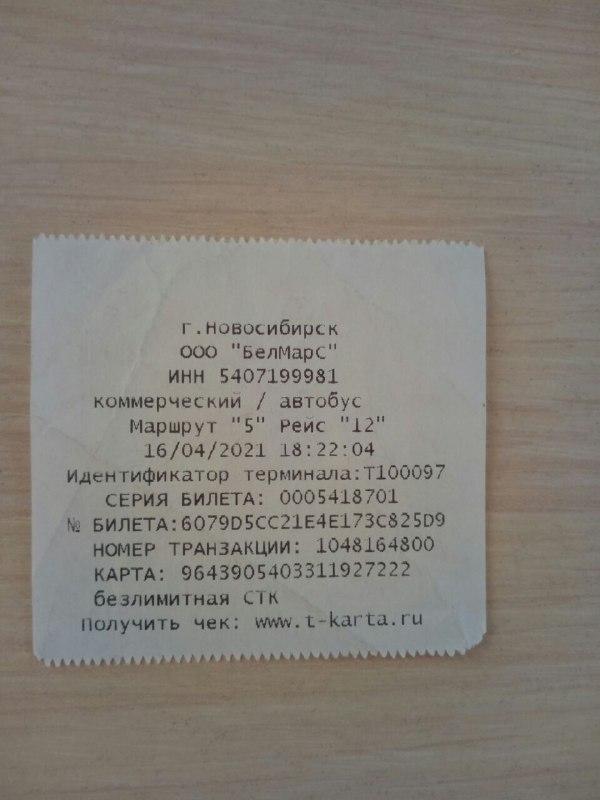 г.Новосибирск
ООО "БелМарС"
ИНН 5407199981
коммерческий / автобус
Маршрут "5" Рейс "12"
16/04/2021 18:22:04
Идентификатор терминала:Т100097
СЕРИЯ БИЛЕТА: 0005418701
№ БИЛЕТА:6079D5CC21E4E173C825D9
НОМЕР ТРАНЗАКЦИИ: 1048164800
КАРТА: 9643905403311927222
безлимитная СТК
Получить чек: www.t-karta.ru